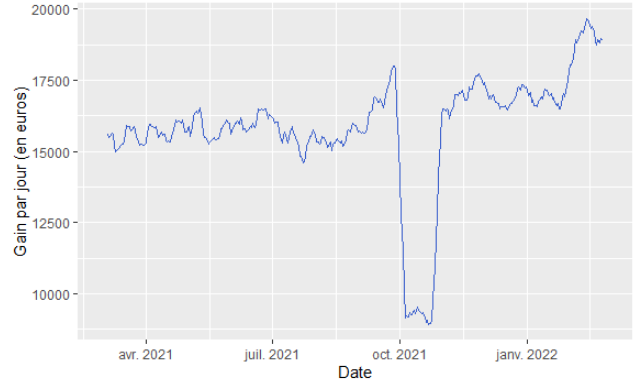 20000
17500
15000
12500
10000
Gain par jour (en euros)
avr. 2021 juil. 2021 oct. 2021 janv. 2022
Date